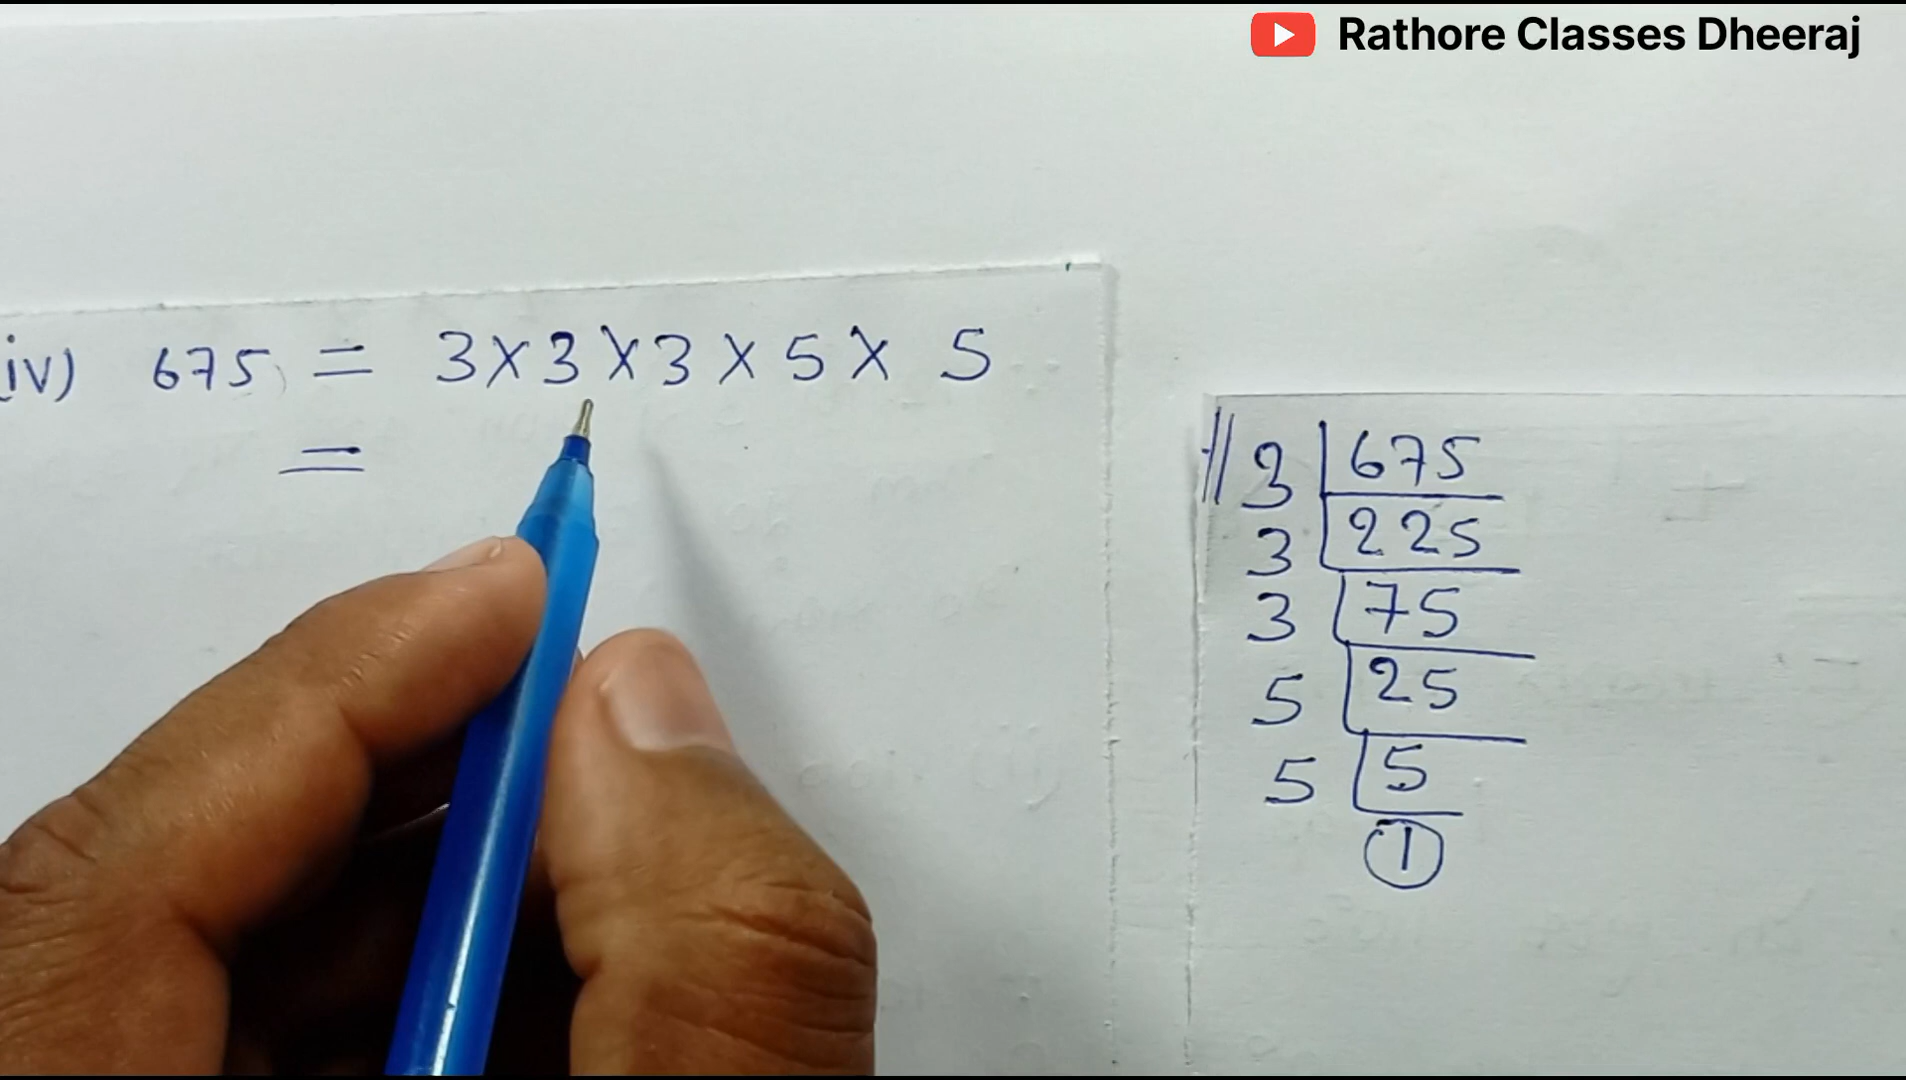 Rathore Classes Dheeraj
(iv) 675 = 3×3×3×5×5
=
3 | 675
3 | 225
3 | 75
5 | 25
5 | 5
1